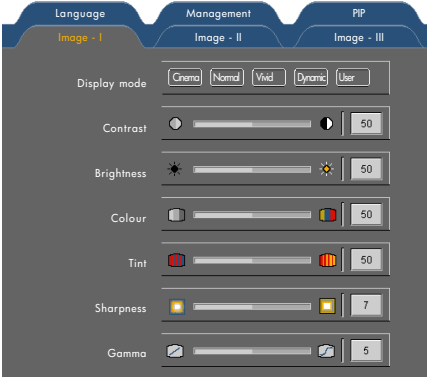 Language Management PIP
Image - I Image - II Image - III
Display mode Cinema Normal Vivid Dynamic User
Contrast 50
Brightness 50
Colour 50
Tint 50
Sharpness 7
Gamma 5